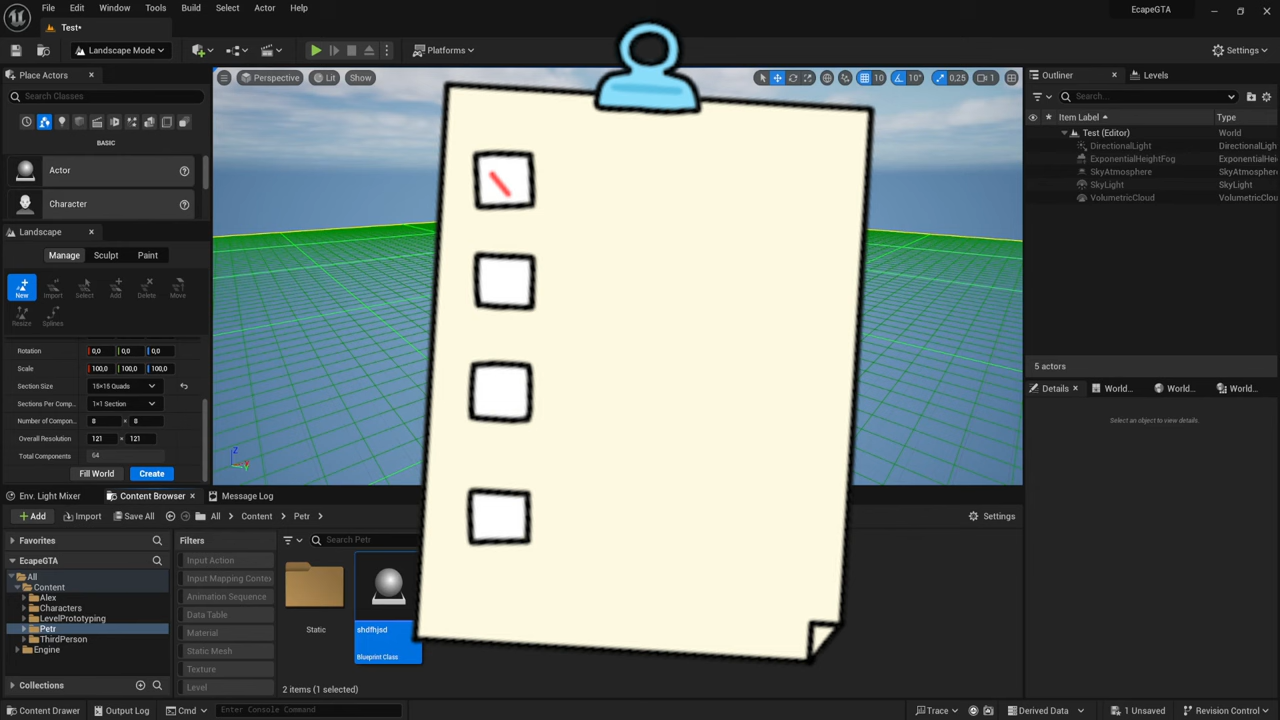 File Edit Window Tools Build Select Actor Help
EcapeGTA
Test*
Landscape Mode
Platforms
Settings
Place Actors
Search Classes
BASIC
Actor
Character
Landscape
Manage Sculpt Paint
New Import Select Add Delete Move
Resize Splines
Rotation 0,0 0,0 0,0
Scale 100,0 100,0 100,0
Section Size 15×15 Quads
Sections Per Comp... 1×1 Section
Number of Compon... 8 × 8
Overall Resolution 121 × 121
Total Components 64
Fill World Create
Perspective Lit Show
10 10° 0,25 1
Z
Outliner Levels
Search...
Item Label Type
Test (Editor) World
DirectionalLight DirectionalLi
ExponentialHeightFog ExponentialHei
SkyAtmosphere SkyAtmosphere
SkyLight SkyLight
VolumetricCloud VolumetricClou
5 actors
Details World... World... World...
Select an object to view details.
Env. Light Mixer Content Browser Message Log
Add Import Save All All Content Petr Settings
Favorites
EcapeGTA
All
Content
Alex
Characters
LevelPrototyping
Petr
ThirdPerson
Engine
Collections
Filters
Input Action
Input Mapping Contex
Animation Sequence
Data Table
Material
Static Mesh
Texture
Level
Search Petr
Static
shdfhjsd
Blueprint Class
2 items (1 selected)
Content Drawer Output Log Cmd Enter Console Command Trace Derived Data 1 Unsaved Revision Control